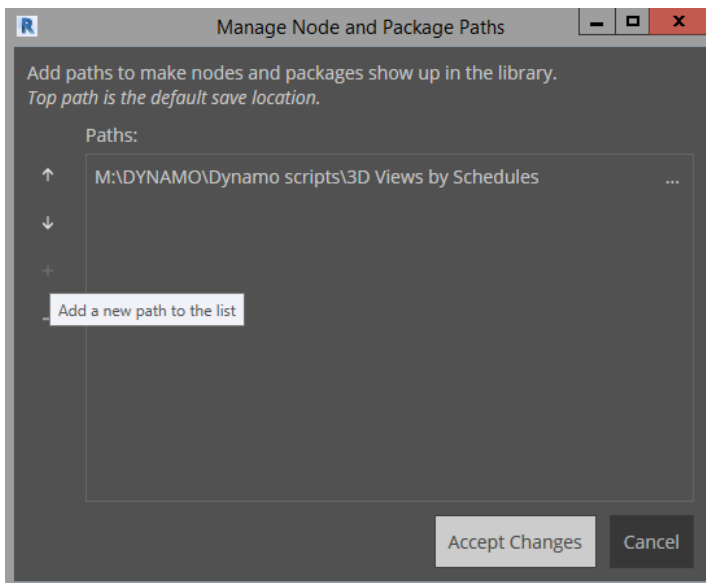 R
Manage Node and Package Paths
Add paths to make nodes and packages show up in the library.
Top path is the default save location.
Paths:
M:\DYNAMO\Dynamo scripts\3D Views by Schedules
...
Add a new path to the list
Accept Changes
Cancel